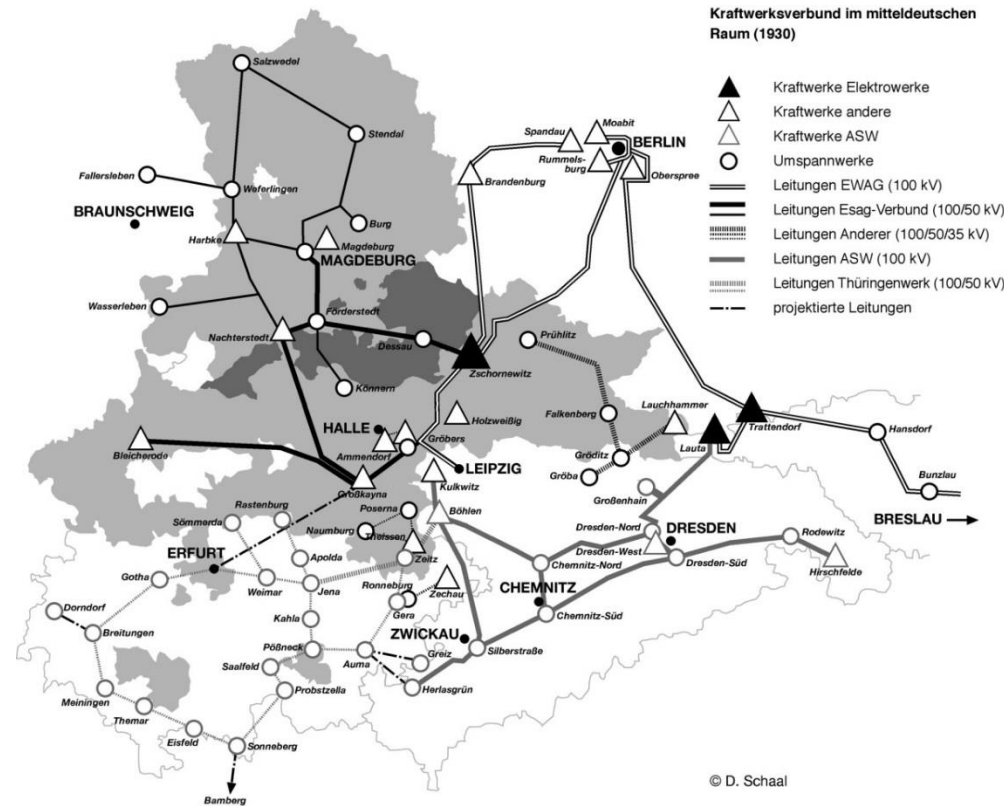 Kraftwerksverbund im mitteldeutschen
Raum (1930)
Kraftwerke Elektrowerke
Kraftwerke andere
Kraftwerke ASW
Umspannwerke
Leitungen EWAG (100 kV)
Leitungen Esag-Verbund (100/50 kV)
Leitungen Anderer (100/50/35 kV)
Leitungen ASW (100 kV)
Leitungen Thüringenwerk (100/50 kV)
projektierte Leitungen
Salzwedel
Stendal
Moabit
Spandau
BERLIN
Rummels-
burg
Oberspree
Fallersleben
Weferlingen
Brandenburg
BRAUNSCHWEIG
Burg
Harbke
Magdeburg
MAGDEBURG
Wasserleben
Förderstedt
Nachterstedt
Dessau
Prühlitz
Zschornewitz
Könnern
Holzweißig
Falkenberg
Lauchhammer
Trattendorf
HALLE
Gröbers
Lauta
Hansdorf
Bleicherode
Ammendorf
Gröditz
LEIPZIG
Gröba
Kulkwitz
Großkayna
Großenhain
Bunzlau
Rastenburg
Poserna
Böhlen
BRESLAU
Sömmerda
Naumburg
Dresden-Nord
DRESDEN
Theissen
Rodewitz
ERFURT
Apolda
Zeitz
Dresden-West
Chemnitz-Nord
Dresden-Süd
Gotha
Weimar
Jena
Ronneburg
Zechau
Hirschfelde
CHEMNITZ
Dorndorf
Gera
Kahla
Chemnitz-Süd
Breitungen
ZWICKAU
Pößneck
Auma
Greiz
Silberstraße
Saalfeld
Herlasgrün
Probstzella
Meiningen
Themar
Eisfeld
Sonneberg
Bamberg
© D. Schaal